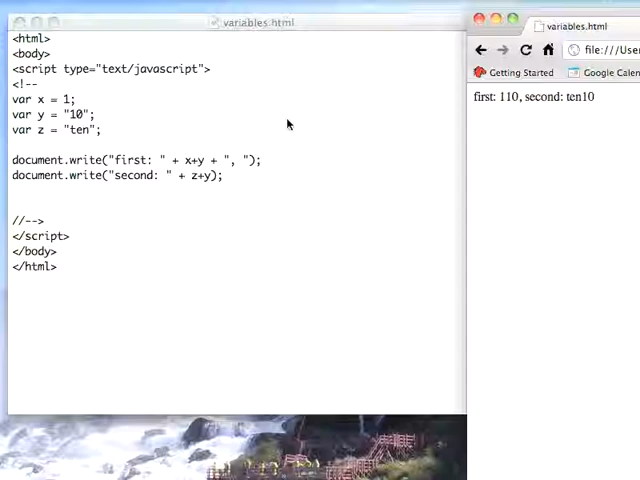 variables.html
<html>
<body>
<script type="text/javascript">
<!--
var x = 1;
var y = "10";
var z = "ten";
document.write("first: " + x+y + ", ");
document.write("second: " + z+y);
//-->
</script>
</body>
</html>
variables.html
file:///User
Getting Started
Google Calen
first: 110, second: ten10